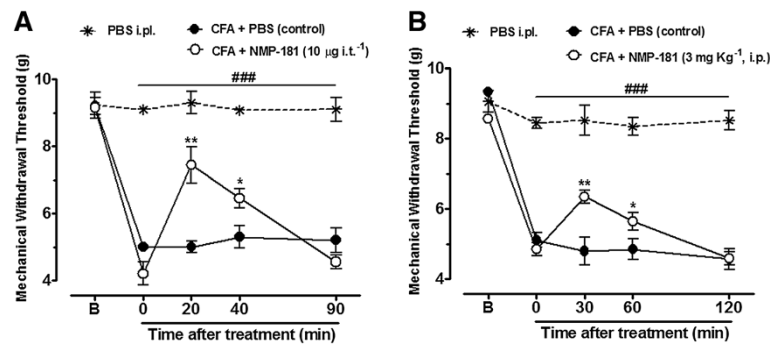 A
PBS i.pl.
CFA + PBS (control)
CFA + NMP-181 (10 μg i.t.⁻¹)
Mechanical Withdrawal Threshold (g)
10
8
6
4
###
**
*
B
0
20
40
90
Time after treatment (min)
B
PBS i.pl.
CFA + PBS (control)
CFA + NMP-181 (3 mg Kg⁻¹, i.p.)
Mechanical Withdrawal Threshold (g)
10
8
6
4
###
**
*
B
0
30
60
120
Time after treatment (min)